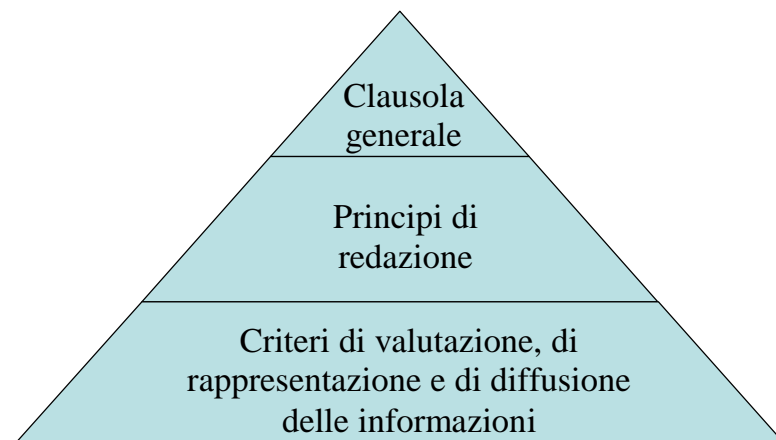 Clausola
generale
Principi di
redazione
Criteri di valutazione, di
rappresentazione e di diffusione
delle informazioni